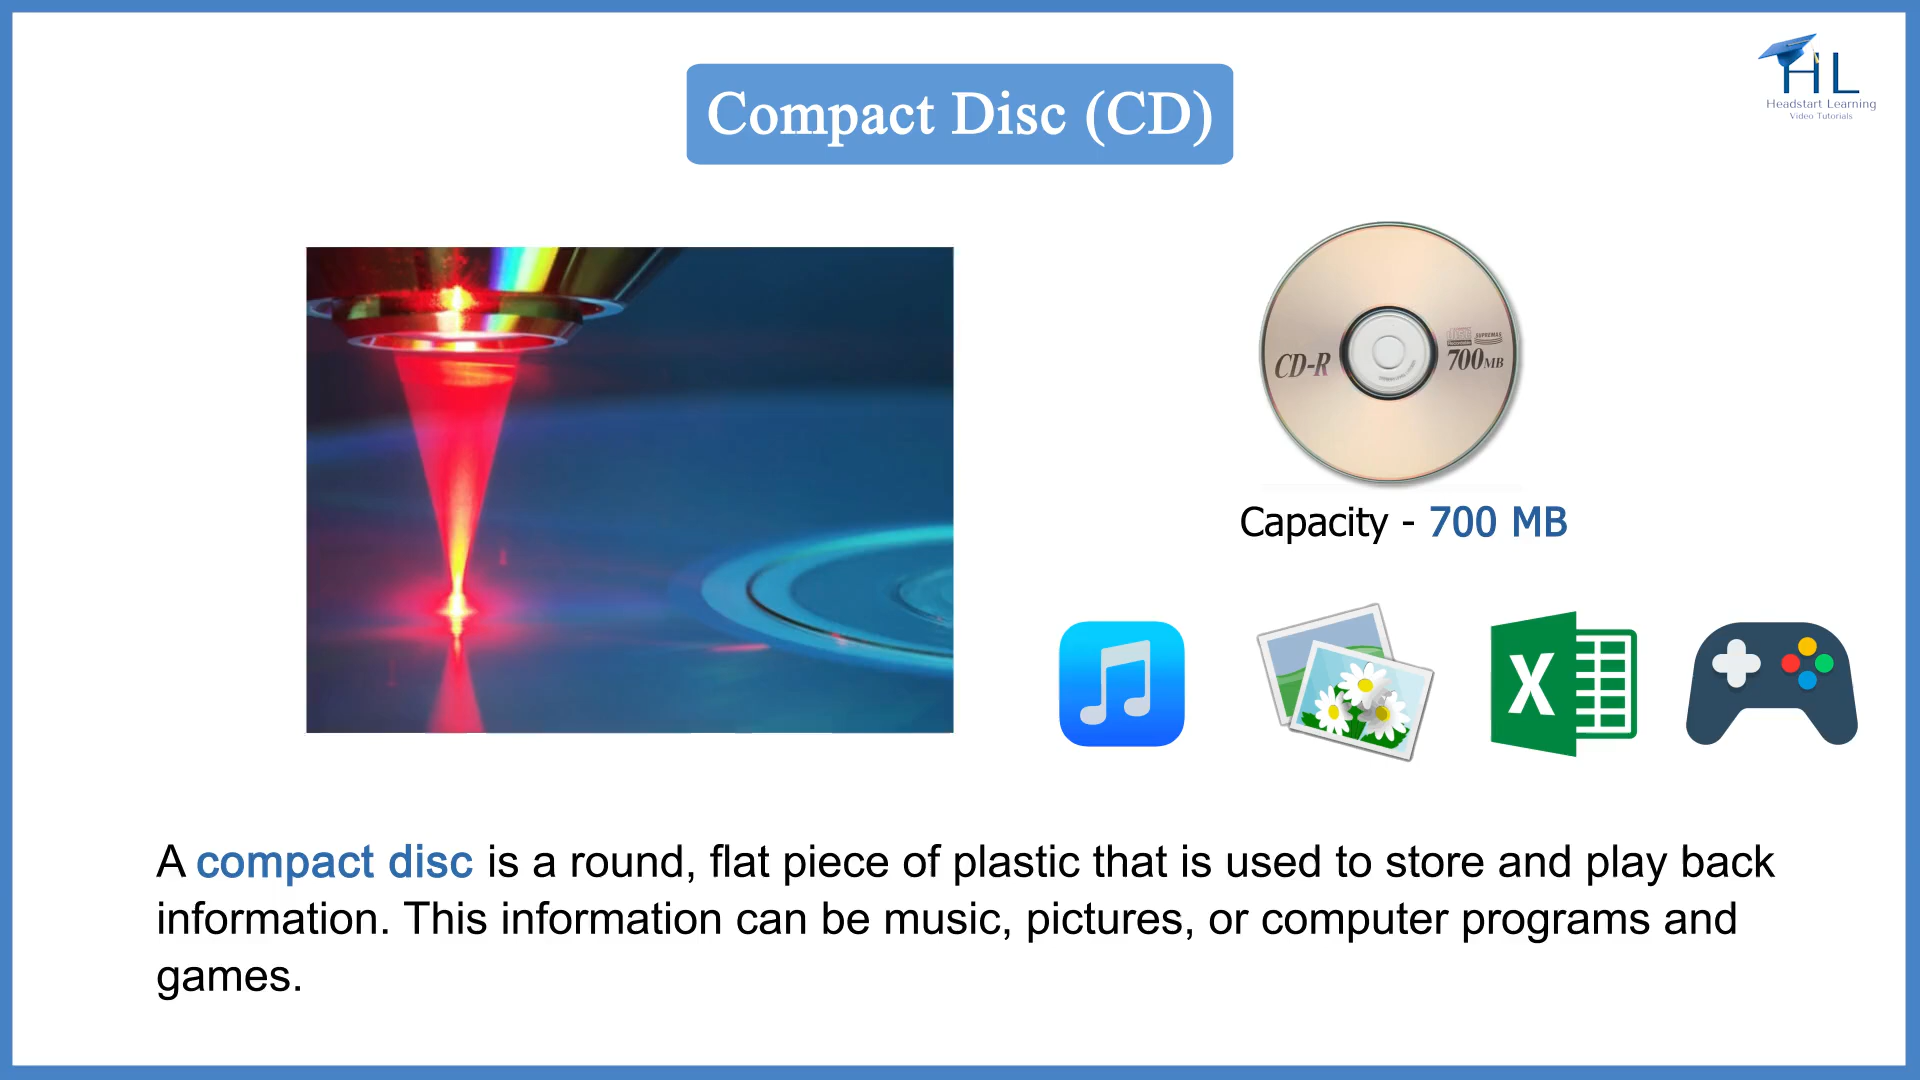 HL
Headstart Learning
Video Tutorials
Compact Disc (CD)
CD-R
700MB
Capacity - 700 MB
X
A compact disc is a round, flat piece of plastic that is used to store and play back
information. This information can be music, pictures, or computer programs and
games.